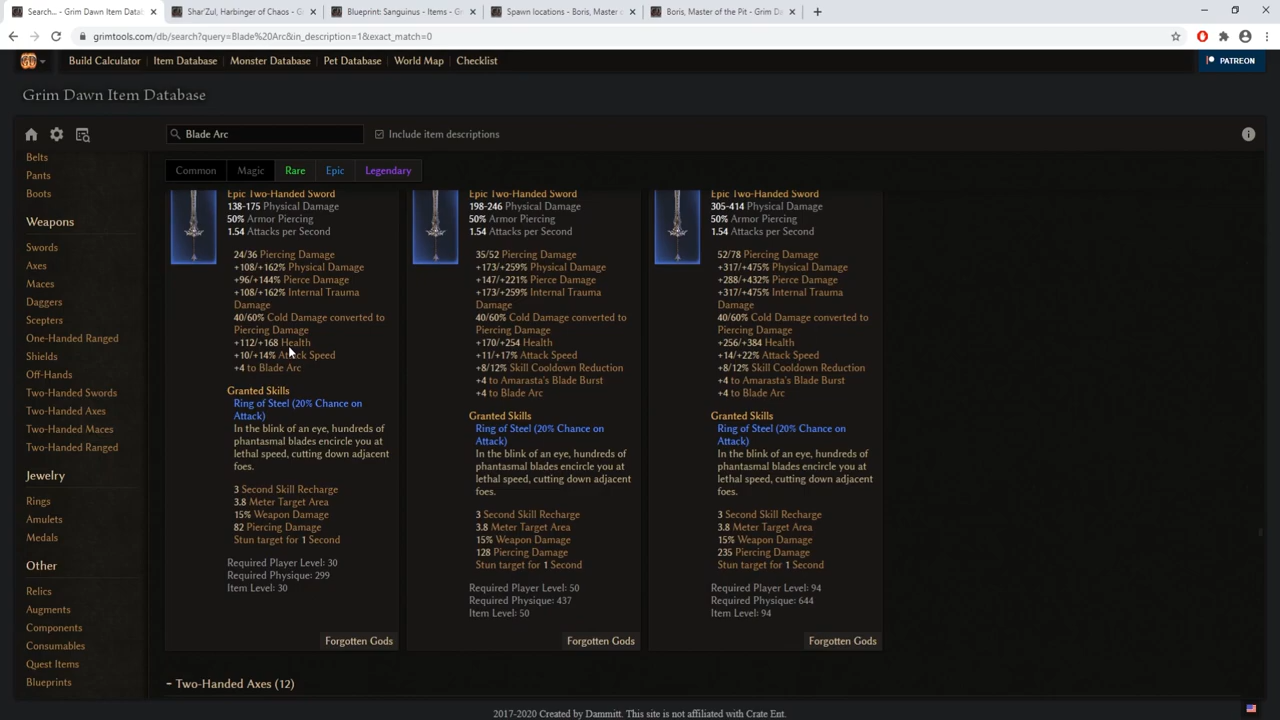 Search... - Grim Dawn Item Datab
Shar'Zul, Harbinger of Chaos - G
Blueprint: Sanguinus - Items - G
Spawn locations - Boris, Master o
Boris, Master of the Pit - Grim Da
grimtools.com/db/search?query=Blade%20Arc&in_description=1&exact_match=0
Build Calculator
Item Database
Monster Database
Pet Database
World Map
Checklist
PATREON
Grim Dawn Item Database
Blade Arc
Include item descriptions
Common
Magic
Rare
Epic
Legendary
Belts
Pants
Boots
Weapons
Swords
Axes
Maces
Daggers
Scepters
One-Handed Ranged
Shields
Off-Hands
Two-Handed Swords
Two-Handed Axes
Two-Handed Maces
Two-Handed Ranged
Jewelry
Rings
Amulets
Medals
Other
Relics
Augments
Components
Consumables
Quest Items
Blueprints
Epic Two-Handed Sword
138-175 Physical Damage
50% Armor Piercing
1.54 Attacks per Second
24/36 Piercing Damage
+108/+162% Physical Damage
+96/+144% Pierce Damage
+108/+162% Internal Trauma
Damage
40/60% Cold Damage converted to
Piercing Damage
+112/+168 Health
+10/+14% Attack Speed
+4 to Blade Arc
Granted Skills
Ring of Steel (20% Chance on
Attack)
In the blink of an eye, hundreds of
phantasmal blades encircle you at
lethal speed, cutting down adjacent
foes.
3 Second Skill Recharge
3.8 Meter Target Area
15% Weapon Damage
82 Piercing Damage
Stun target for 1 Second
Required Player Level: 30
Required Physique: 299
Item Level: 30
Forgotten Gods
Epic Two-Handed Sword
198-246 Physical Damage
50% Armor Piercing
1.54 Attacks per Second
35/52 Piercing Damage
+173/+259% Physical Damage
+147/+221% Pierce Damage
+173/+259% Internal Trauma
Damage
40/60% Cold Damage converted to
Piercing Damage
+170/+254 Health
+11/+17% Attack Speed
+8/12% Skill Cooldown Reduction
+4 to Amarasta's Blade Burst
+4 to Blade Arc
Granted Skills
Ring of Steel (20% Chance on
Attack)
In the blink of an eye, hundreds of
phantasmal blades encircle you at
lethal speed, cutting down adjacent
foes.
3 Second Skill Recharge
3.8 Meter Target Area
15% Weapon Damage
128 Piercing Damage
Stun target for 1 Second
Required Player Level: 50
Required Physique: 437
Item Level: 50
Forgotten Gods
Epic Two-Handed Sword
305-414 Physical Damage
50% Armor Piercing
1.54 Attacks per Second
52/78 Piercing Damage
+317/+475% Physical Damage
+288/+432% Pierce Damage
+317/+475% Internal Trauma
Damage
40/60% Cold Damage converted to
Piercing Damage
+256/+384 Health
+14/+22% Attack Speed
+8/12% Skill Cooldown Reduction
+4 to Amarasta's Blade Burst
+4 to Blade Arc
Granted Skills
Ring of Steel (20% Chance on
Attack)
In the blink of an eye, hundreds of
phantasmal blades encircle you at
lethal speed, cutting down adjacent
foes.
3 Second Skill Recharge
3.8 Meter Target Area
15% Weapon Damage
235 Piercing Damage
Stun target for 1 Second
Required Player Level: 94
Required Physique: 644
Item Level: 94
Forgotten Gods
− Two-Handed Axes (12)
2017-2020 Created by Dammitt. This site is not affiliated with Crate Ent.